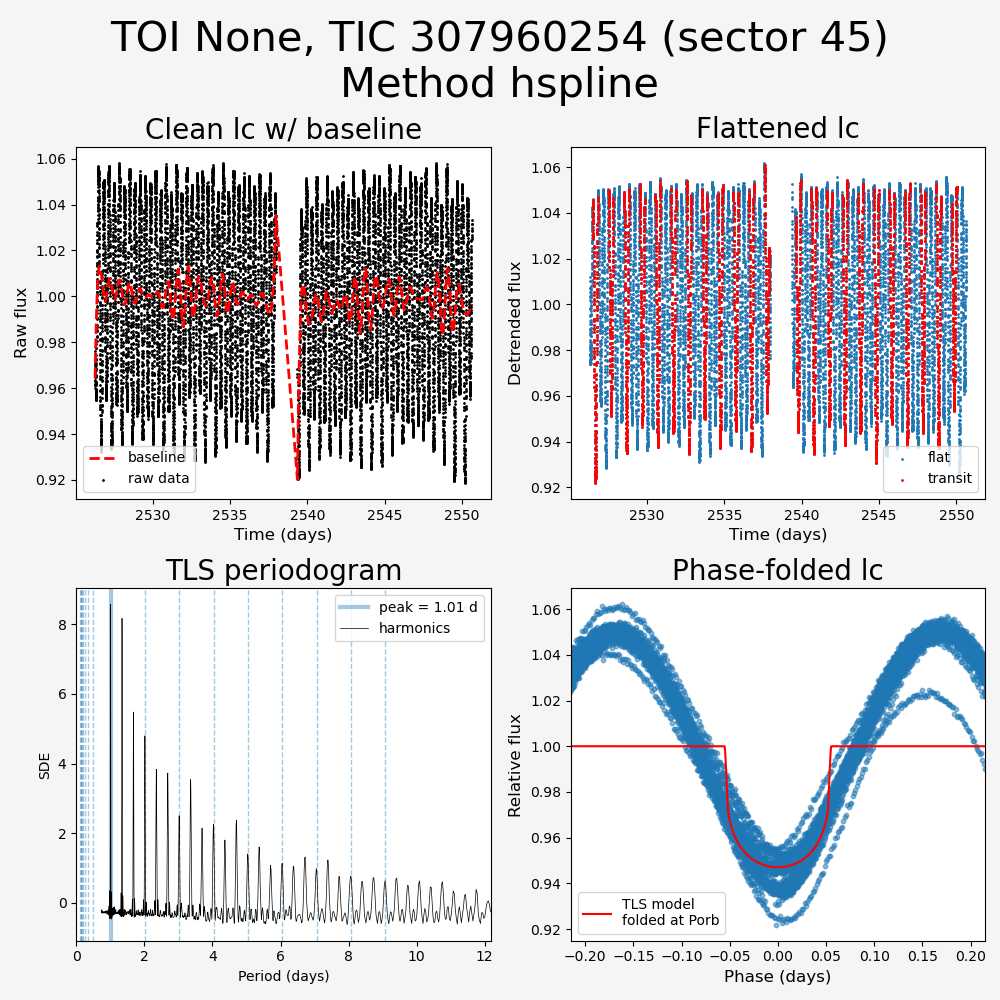 TOI None, TIC 307960254 (sector 45)
Method hspline
Clean lc w/ baseline
Raw flux
1.06
1.04
1.02
1.00
0.98
0.96
0.94
0.92
baseline
raw data
2530
2535
2540
2545
2550
Time (days)
Flattened lc
Detrended flux
1.06
1.04
1.02
1.00
0.98
0.96
0.94
0.92
flat
transit
2530
2535
2540
2545
2550
Time (days)
TLS periodogram
SDE
8
6
4
2
0
peak = 1.01 d
harmonics
0
2
4
6
8
10
12
Period (days)
Phase-folded lc
Relative flux
1.06
1.04
1.02
1.00
0.98
0.96
0.94
0.92
TLS model
folded at Porb
−0.20
−0.15
−0.10
−0.05
0.00
0.05
0.10
0.15
0.20
Phase (days)